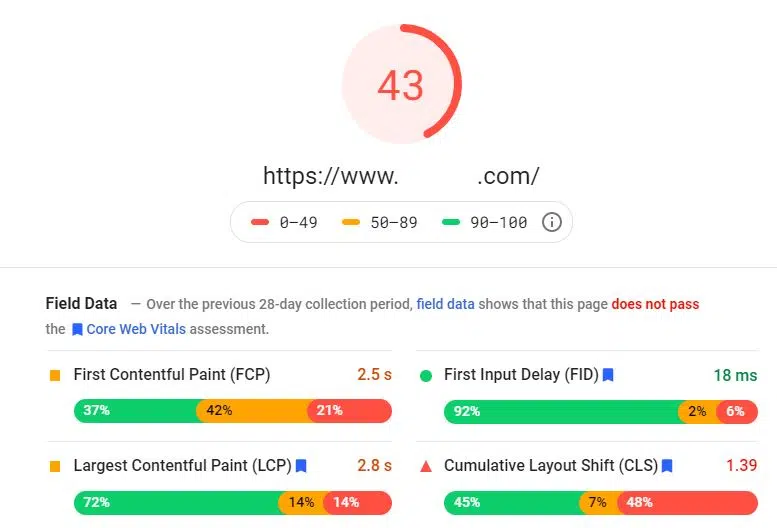 43
https://www. .com/
0–49 50–89 90–100
Field Data — Over the previous 28-day collection period, field data shows that this page does not pass
the Core Web Vitals assessment.
First Contentful Paint (FCP) 2.5 s
37% 42% 21%
First Input Delay (FID) 18 ms
92% 2% 6%
Largest Contentful Paint (LCP) 2.8 s
72% 14% 14%
Cumulative Layout Shift (CLS) 1.39
45% 7% 48%